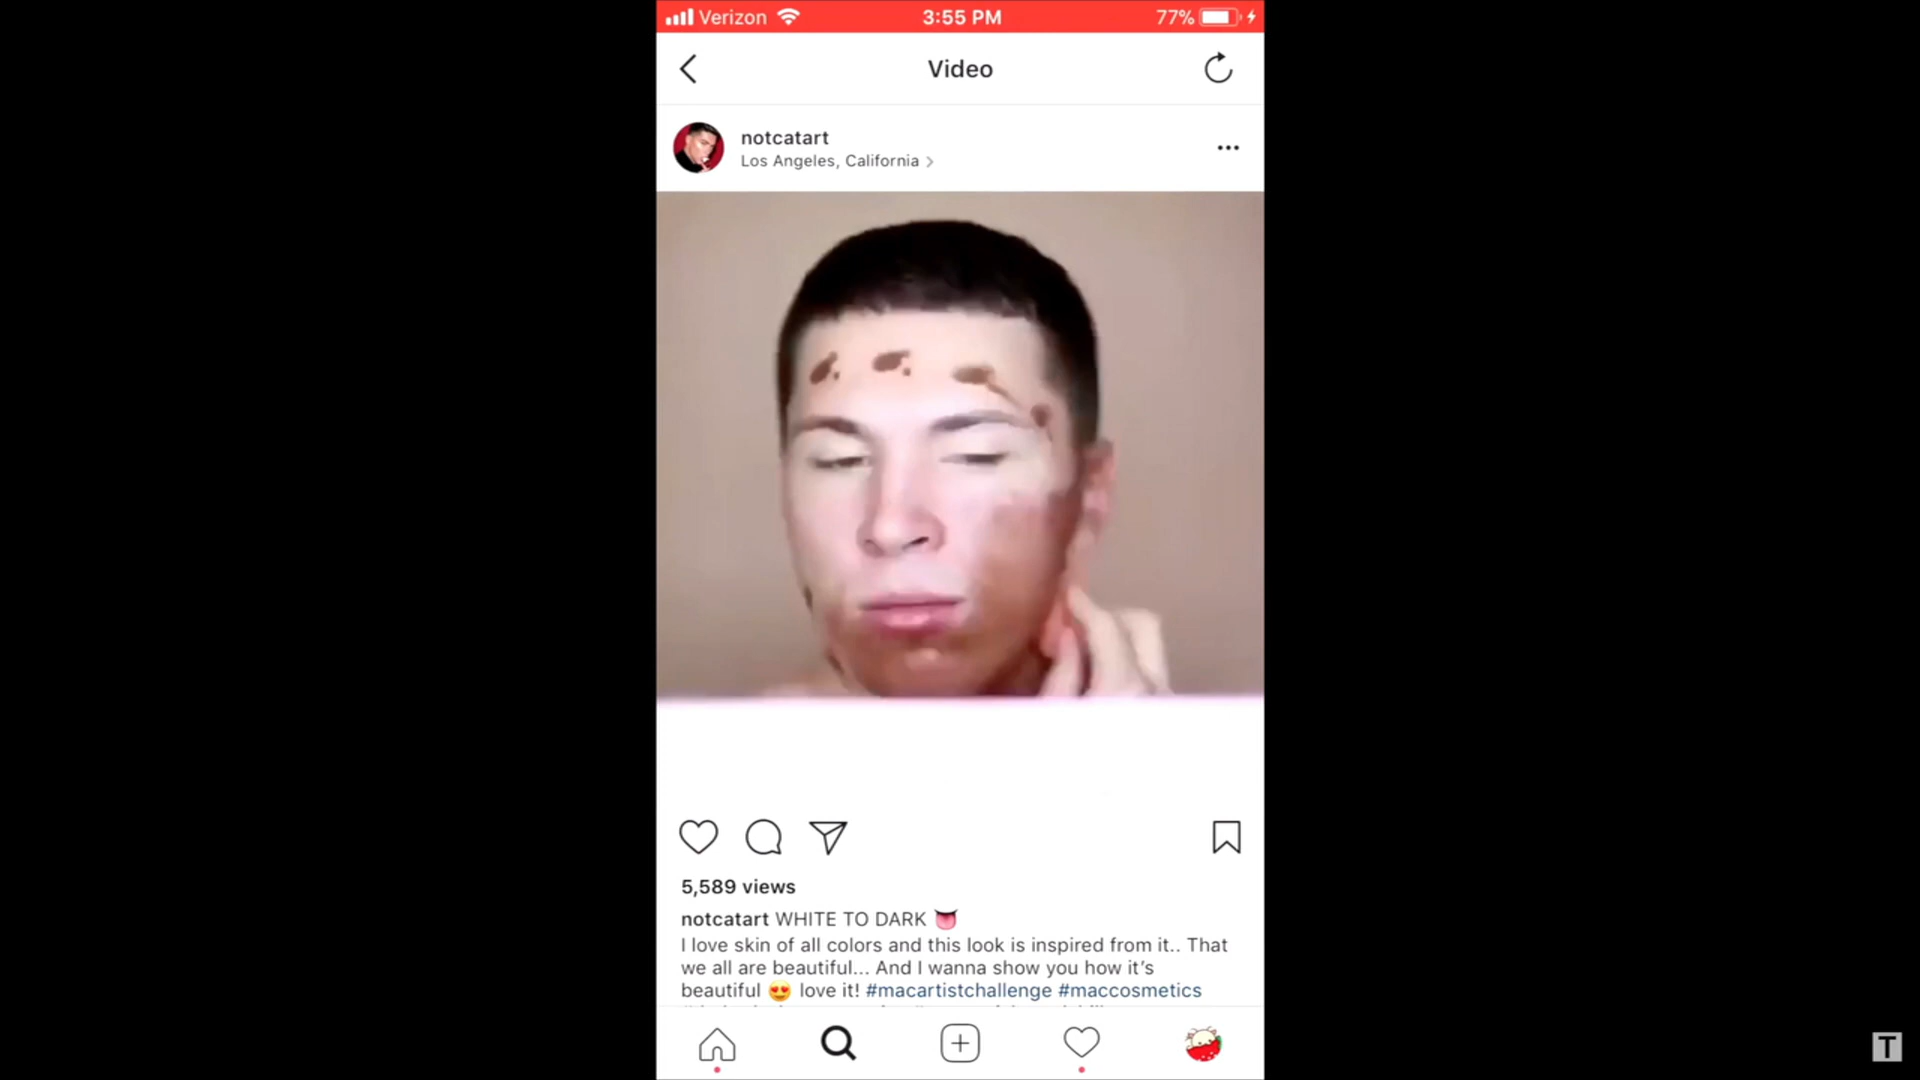 Verizon 3:55 PM 77%
Video
notcatart
Los Angeles, California >
5,589 views
notcatart WHITE TO DARK 👅
I love skin of all colors and this look is inspired from it.. That
we all are beautiful... And I wanna show you how it's
beautiful 😍 love it! #macartistchallenge #maccosmetics
T